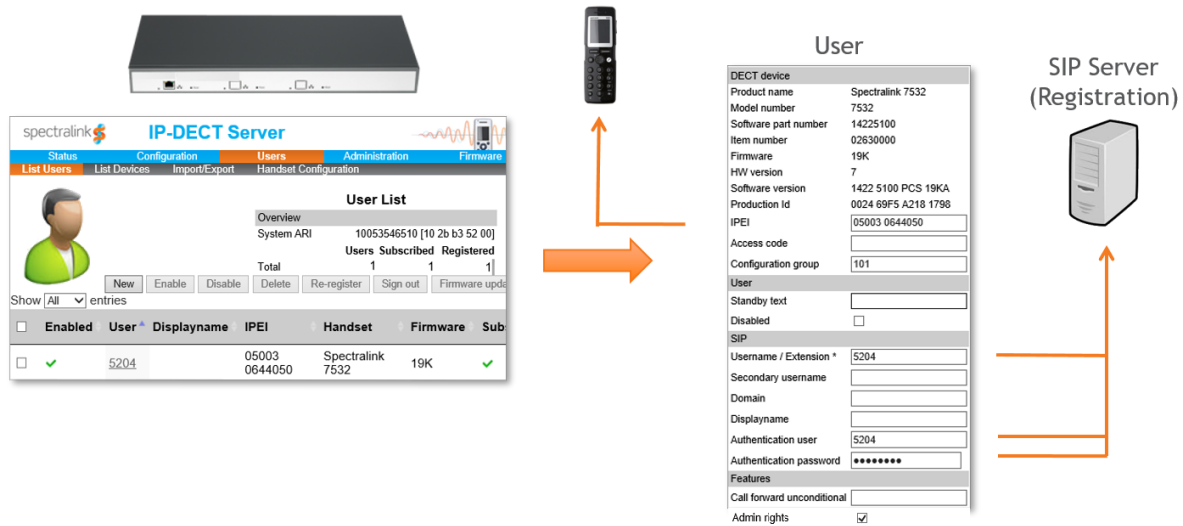 User
SIP Server
(Registration)
spectralink
IP-DECT Server
Status Configuration Users Administration Firmware
List Users List Devices Import/Export Handset Configuration
User List
Overview
System ARI 10053546510 [10 2b b3 52 00]
Users Subscribed Registered
Total 1 1 1
New Enable Disable Delete Re-register Sign out Firmware upda
Show All entries
Enabled User Displayname IPEI Handset Firmware Subs
5204 05003 0644050 Spectralink 7532 19K
DECT device
Product name Spectralink 7532
Model number 7532
Software part number 14225100
Item number 02630000
Firmware 19K
HW version 7
Software version 1422 5100 PCS 19KA
Production Id 0024 69F5 A218 1798
IPEI 05003 0644050
Access code
Configuration group 101
User
Standby text
Disabled
SIP
Username / Extension * 5204
Secondary username
Domain
Displayname
Authentication user 5204
Authentication password ●●●●●●●●
Features
Call forward unconditional
Admin rights